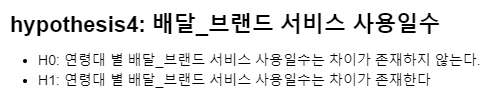 hypothesis4: 배달_브랜드 서비스 사용일수
• H0: 연령대 별 배달_브랜드 서비스 사용일수는 차이가 존재하지 않는다.
• H1: 연령대 별 배달_브랜드 서비스 사용일수는 차이가 존재한다